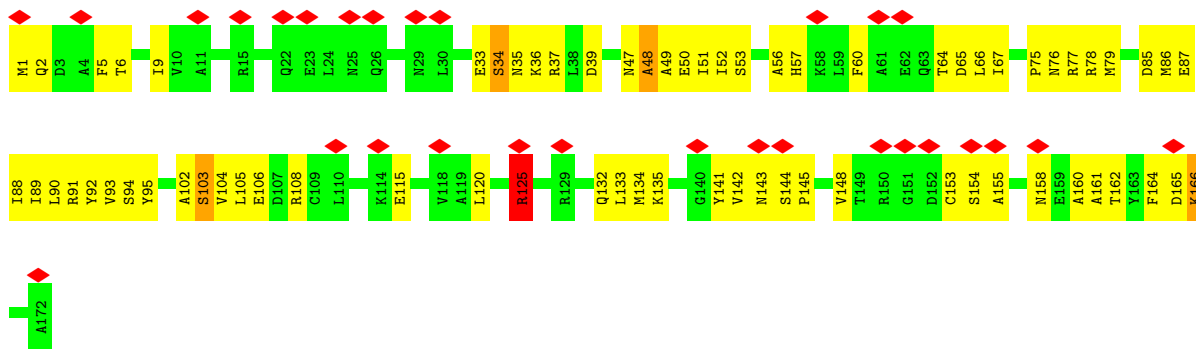 M1 Q2 D3 A4 F5 T6 I9 V10 A11 R15 Q22 E23 L24 N25 Q26 N29 L30 E33 S34 N35 K36 R37 L38 D39 N47 A48 A49 E50 I51 I52 S53 A56 H57 K58 L59 F60 A61 E62 Q63 T64 D65 L66 I67 P75 N76 R77 R78 M79 D85 M86 E87
I88 I89 L90 R91 Y92 V93 S94 Y95 A102 S103 V104 L105 E106 D107 R108 C109 L110 K114 E115 V118 A119 L120 R125 R129 Q132 L133 M134 K135 G140 Y141 V142 N143 S144 P145 V148 T149 R150 G151 D152 C153 S154 A155 N158 E159 A160 A161 T162 Y163 F164 D165 K166
A172